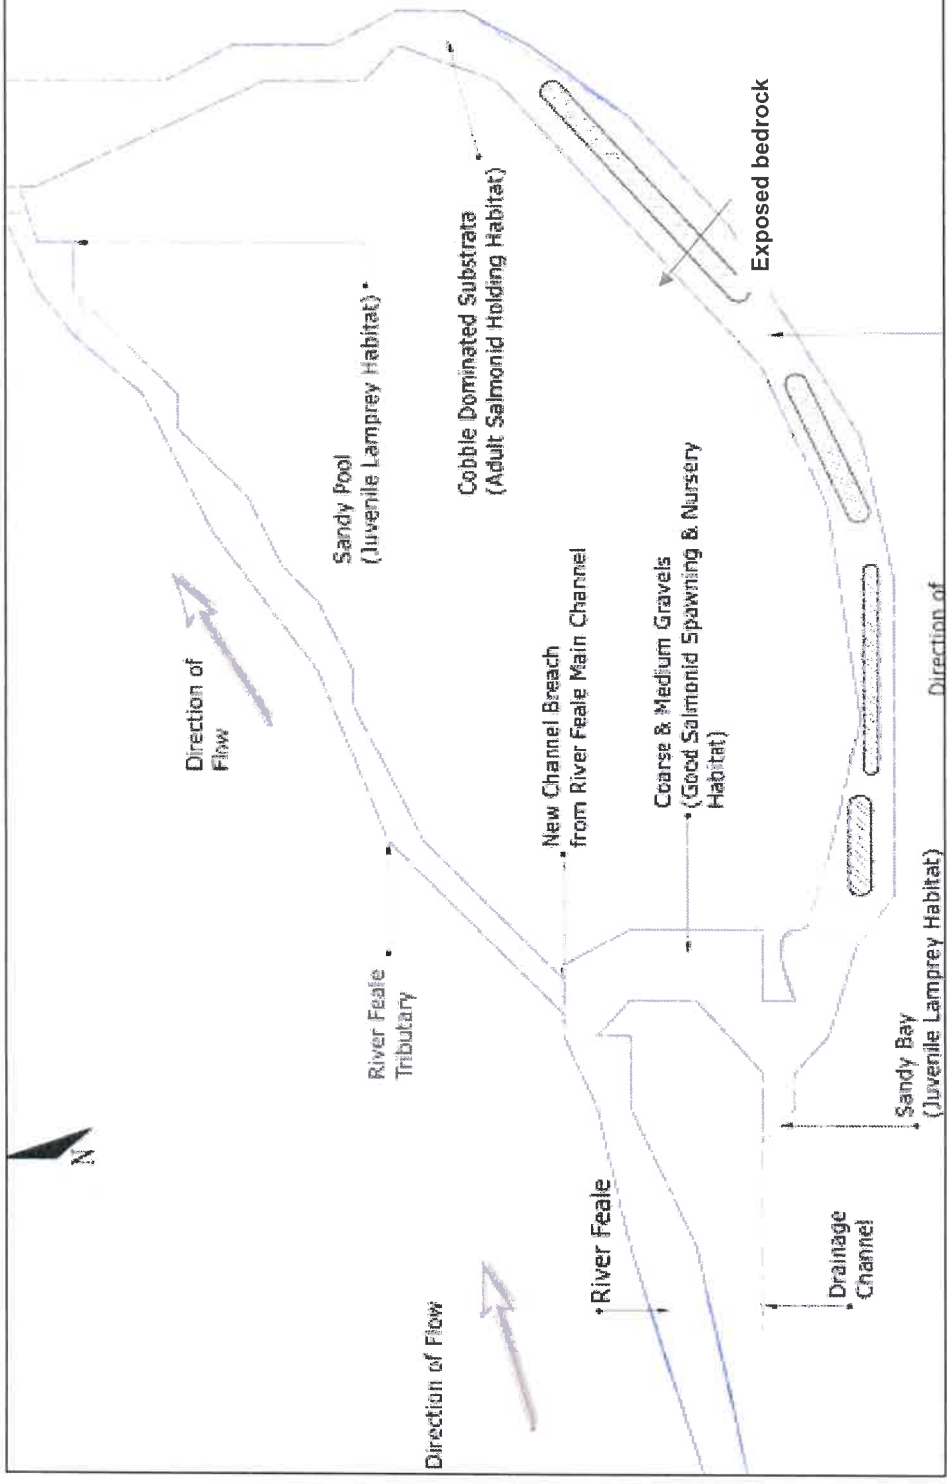 N
Direction of Flow
River Feale
Drainage
Channel
River Feale
Tributary
Direction of
Flow
New Channel Breach
from River Feale Main Channel
Coarse & Medium Gravels
(Good Salmonid Spawning & Nursery
Habitat)
Sandy Bay
(Juvenile Lamprey Habitat)
Sandy Pool
(Juvenile Lamprey Habitat)
Cobble Dominated Substrata
(Adult Salmonid Holding Habitat)
Exposed bedrock
Direction of